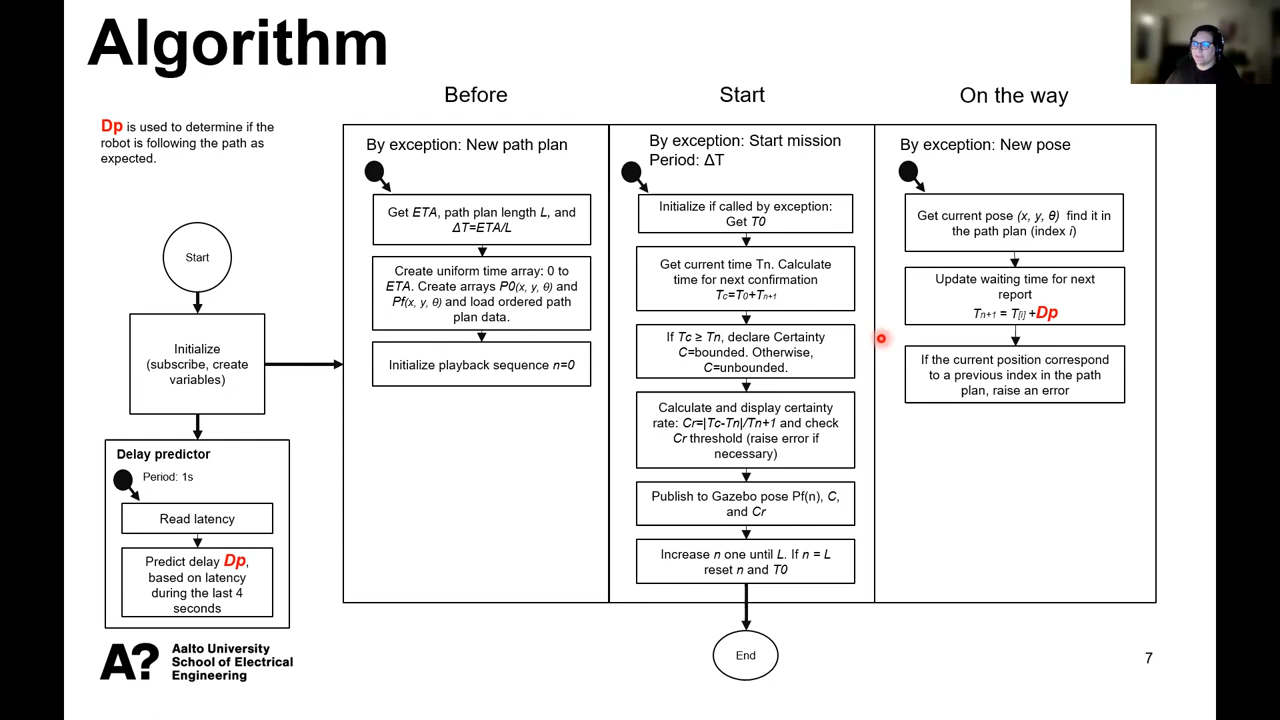 Algorithm
Before
Start
On the way
Dp is used to determine if the
robot is following the path as
expected.
Start
Initialize
(subscribe, create
variables)
Delay predictor
Period: 1s
Read latency
Predict delay Dp,
based on latency
during the last 4
seconds
By exception: New path plan
Get ETA, path plan length L, and
ΔT=ETA/L
Create uniform time array: 0 to
ETA. Create arrays P0(x, y, θ) and
Pf(x, y, θ) and load ordered path
plan data.
Initialize playback sequence n=0
By exception: Start mission
Period: ΔT
Initialize if called by exception:
Get T0
Get current time Tn. Calculate
time for next confirmation
Tc=T0+Tn+1
If Tc ≥ Tn, declare Certainty
C=bounded. Otherwise,
C=unbounded.
Calculate and display certainty
rate: Cr=|Tc-Tn|/Tn+1 and check
Cr threshold (raise error if
necessary)
Publish to Gazebo pose Pf(n), C,
and Cr
Increase n one until L. If n = L
reset n and T0
End
By exception: New pose
Get current pose (x, y, θ) find it in
the path plan (index i)
Update waiting time for next
report
Tn+1 = T[i] +Dp
If the current position correspond
to a previous index in the path
plan, raise an error
A?
Aalto University
School of Electrical
Engineering
7